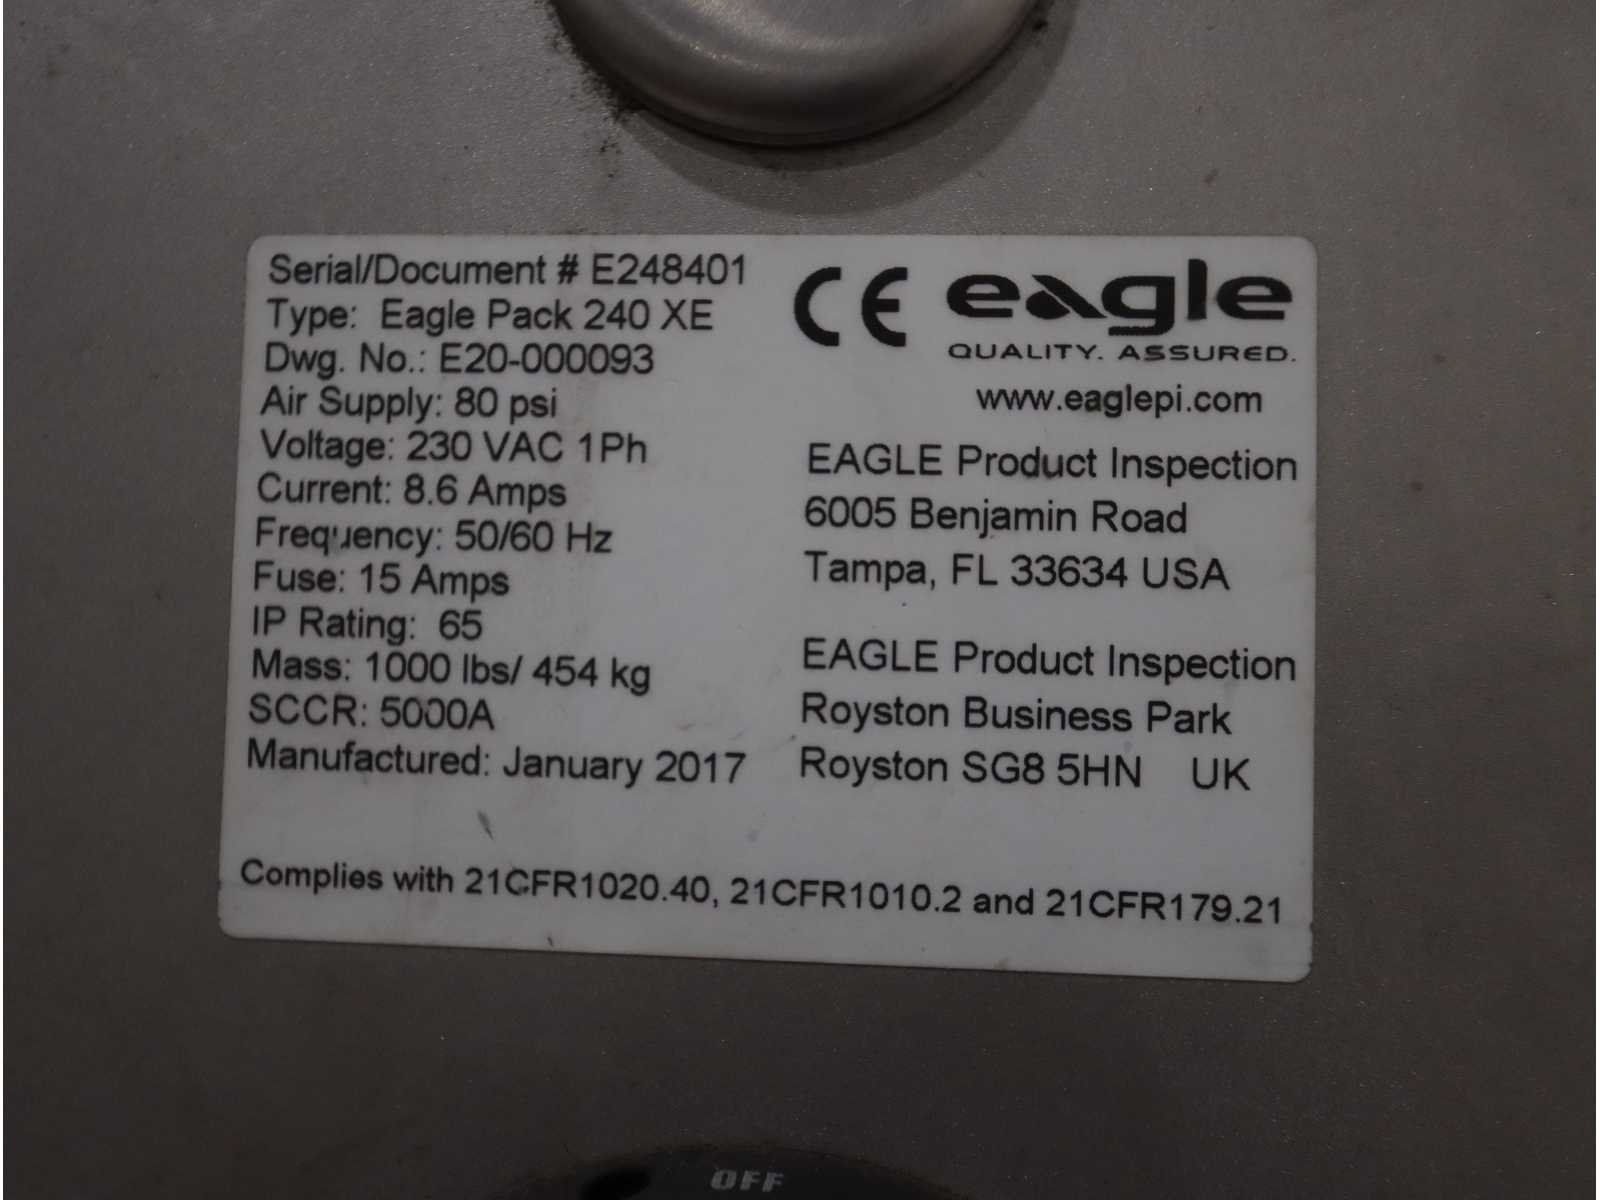 Serial/Document # E248401
Type: Eagle Pack 240 XE
Dwg. No.: E20-000093
Air Supply: 80 psi
Voltage: 230 VAC 1Ph
Current: 8.6 Amps
Frequency: 50/60 Hz
Fuse: 15 Amps
IP Rating: 65
Mass: 1000 lbs/ 454 kg
SCCR: 5000A
Manufactured: January 2017
CE eagle
QUALITY. ASSURED.
www.eaglepi.com
EAGLE Product Inspection
6005 Benjamin Road
Tampa, FL 33634 USA
EAGLE Product Inspection
Royston Business Park
Royston SG8 5HN UK
Complies with 21CFR1020.40, 21CFR1010.2 and 21CFR179.21
OFF